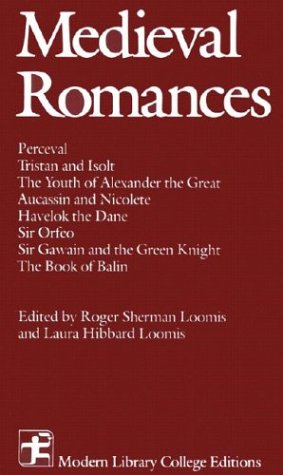 Medieval
Romances
Perceval
Tristan and Isolt
The Youth of Alexander the Great
Aucassin and Nicolete
Havelok the Dane
Sir Orfeo
Sir Gawain and the Green Knight
The Book of Balin
Edited by Roger Sherman Loomis
and Laura Hibbard Loomis
Modern Library College Editions